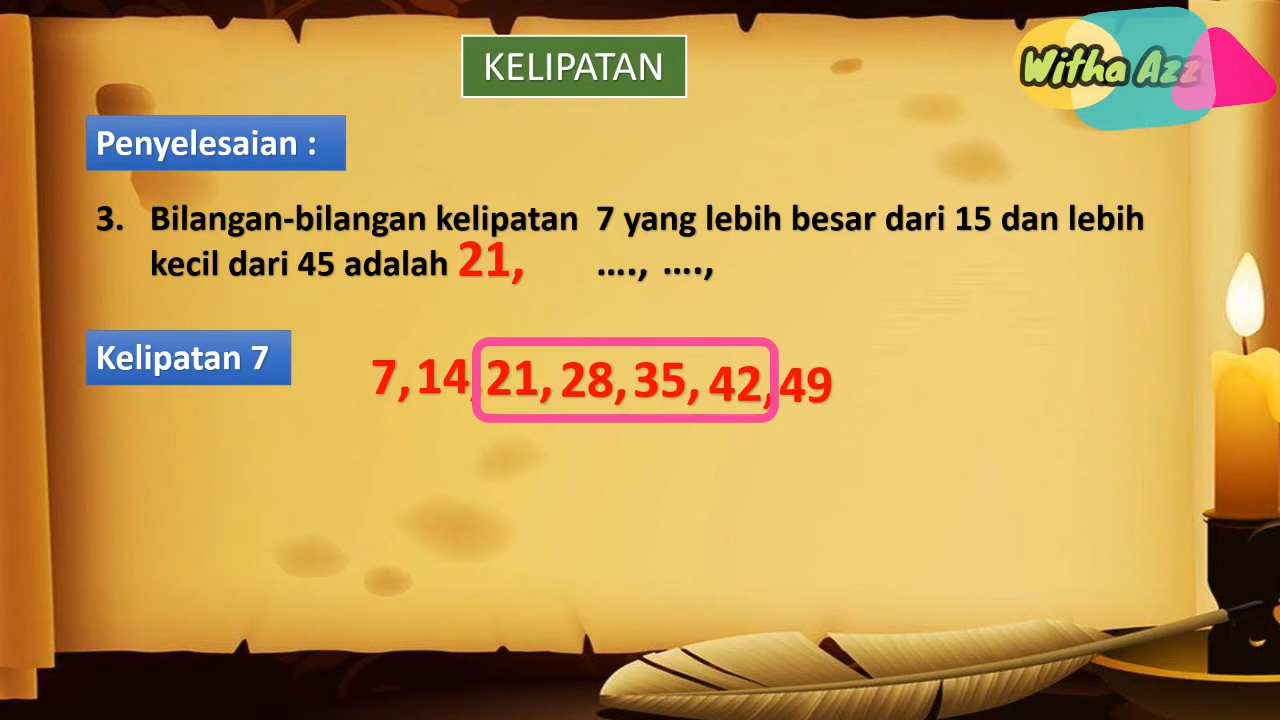 KELIPATAN
Witha Azz
Penyelesaian :
3. Bilangan-bilangan kelipatan 7 yang lebih besar dari 15 dan lebih
kecil dari 45 adalah 21, ...., ....,
Kelipatan 7
7, 14, 21, 28, 35, 42, 49